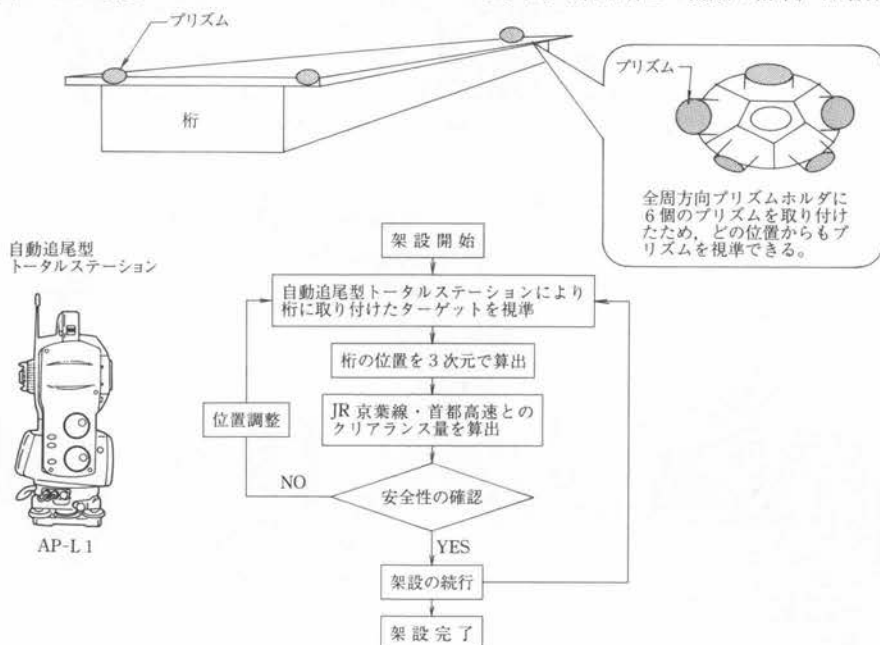 プリズム
桁
プリズム
全周方向プリズムホルダに
6個のプリズムを取り付け
たため，どの位置からもプ
リズムを視準できる。
自動追尾型
トータルステーション
AP-L1
架設開始
自動追尾型トータルステーションにより
桁に取り付けたターゲットを視準
桁の位置を3次元で算出
JR京葉線・首都高速との
クリアランス量を算出
位置調整
NO
安全性の確認
YES
架設の続行
架設完了